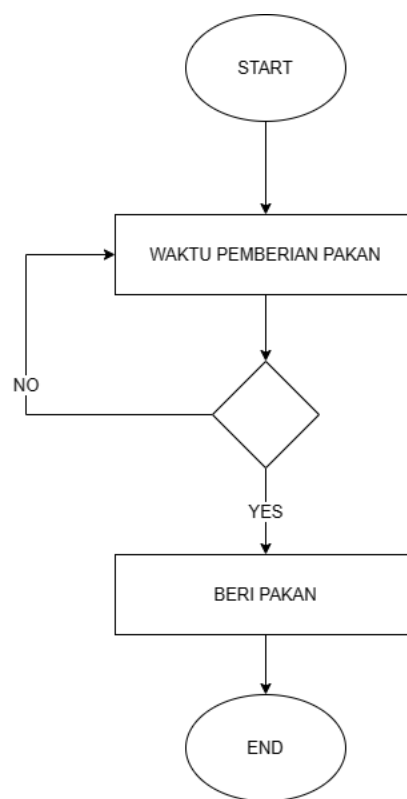 START
WAKTU PEMBERIAN PAKAN
NO
YES
BERI PAKAN
END